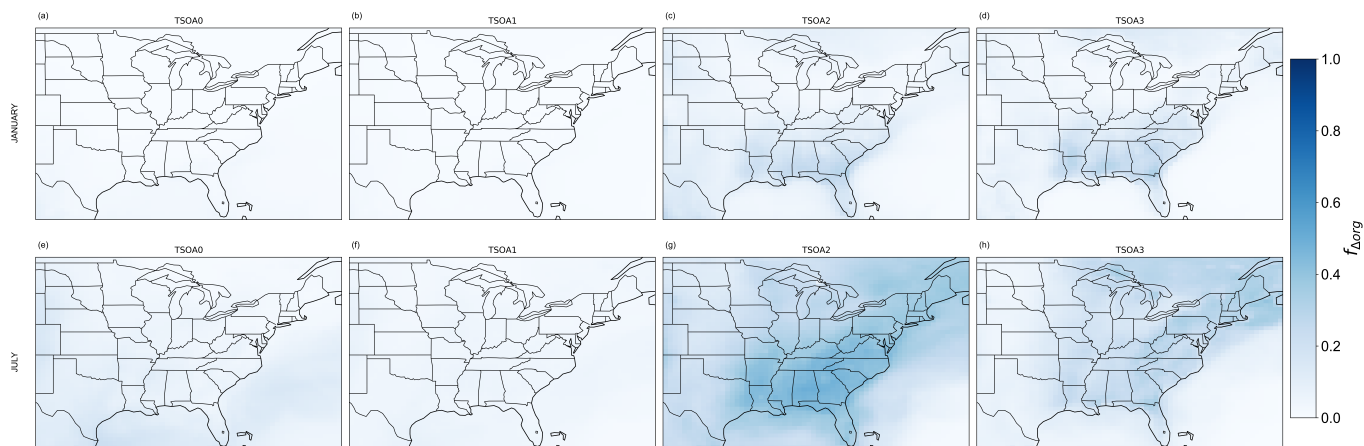 (a) TSOA0
(b) TSOA1
(c) TSOA2
(d) TSOA3
JANUARY
(e) TSOA0
(f) TSOA1
(g) TSOA2
(h) TSOA3
JULY
1.0
0.8
0.6
0.4
0.2
0.0
fΔorg